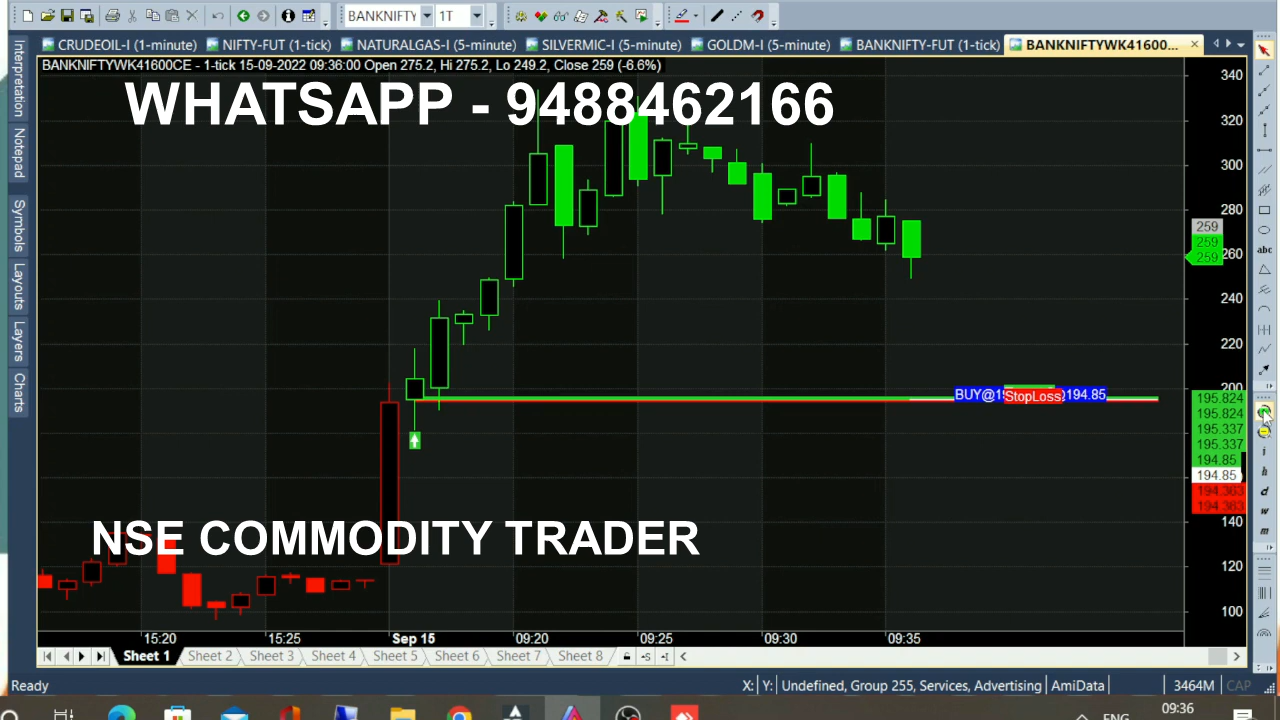 BANKNIFTY
1T
CRUDEOIL-I (1-minute)
NIFTY-FUT (1-tick)
NATURALGAS-I (5-minute)
SILVERMIC-I (5-minute)
GOLDM-I (5-minute)
BANKNIFTY-FUT (1-tick)
BANKNIFTYWK41600...
BANKNIFTYWK41600CE - 1-tick 15-09-2022 09:36:00 Open 275.2, Hi 275.2, Lo 249.2, Close 259 (-6.6%)
WHATSAPP - 9488462166
Interpretation
Notepad
Symbols
Layouts
Layers
Charts
340
320
300
280
259
259
259
260
240
220
200
195.824
195.824
195.337
195.337
194.85
194.85
194.363
194.363
140
120
100
StopLoss
194.85
NSE COMMODITY TRADER
15:20
15:25
Sep 15
09:20
09:25
09:30
09:35
Sheet 1
Sheet 2
Sheet 3
Sheet 4
Sheet 5
Sheet 6
Sheet 7
Sheet 8
abc
i
h
d
w
m
Ready
X:
Y:
Undefined, Group 255, Services, Advertising
AmiData
3464M
CAP
ENG
09:36